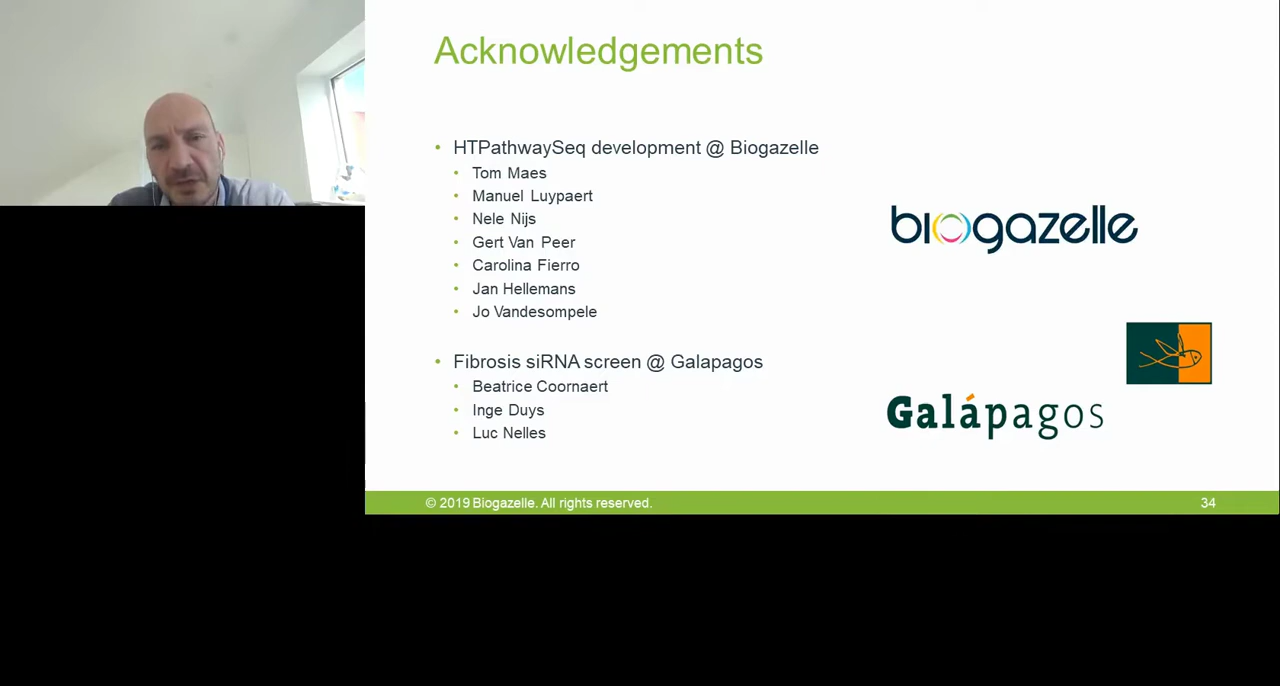 Acknowledgements
• HTPathwaySeq development @ Biogazelle
• Tom Maes
• Manuel Luypaert
• Nele Nijs
• Gert Van Peer
• Carolina Fierro
• Jan Hellemans
• Jo Vandesompele
biogazelle
• Fibrosis siRNA screen @ Galapagos
• Beatrice Coornaert
• Inge Duys
• Luc Nelles
Galápagos
© 2019 Biogazelle. All rights reserved.
34